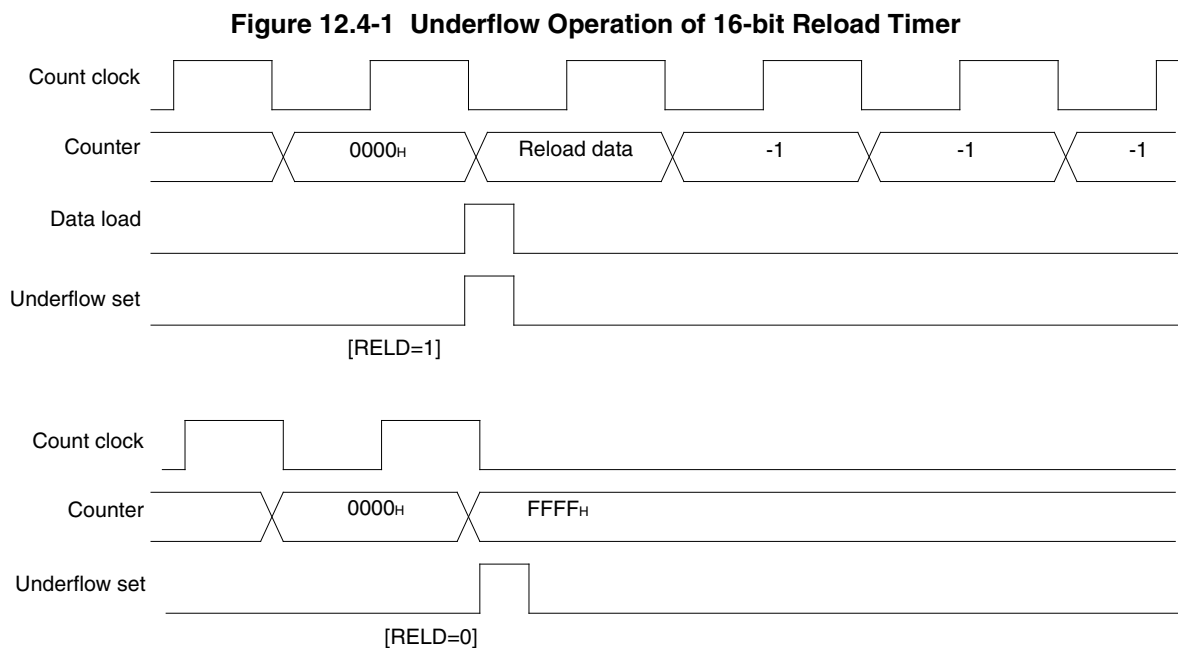 Figure 12.4-1 Underflow Operation of 16-bit Reload Timer
Count clock
Counter 0000H Reload data -1 -1 -1
Data load
Underflow set
[RELD=1]
Count clock
Counter 0000H FFFFH
Underflow set
[RELD=0]